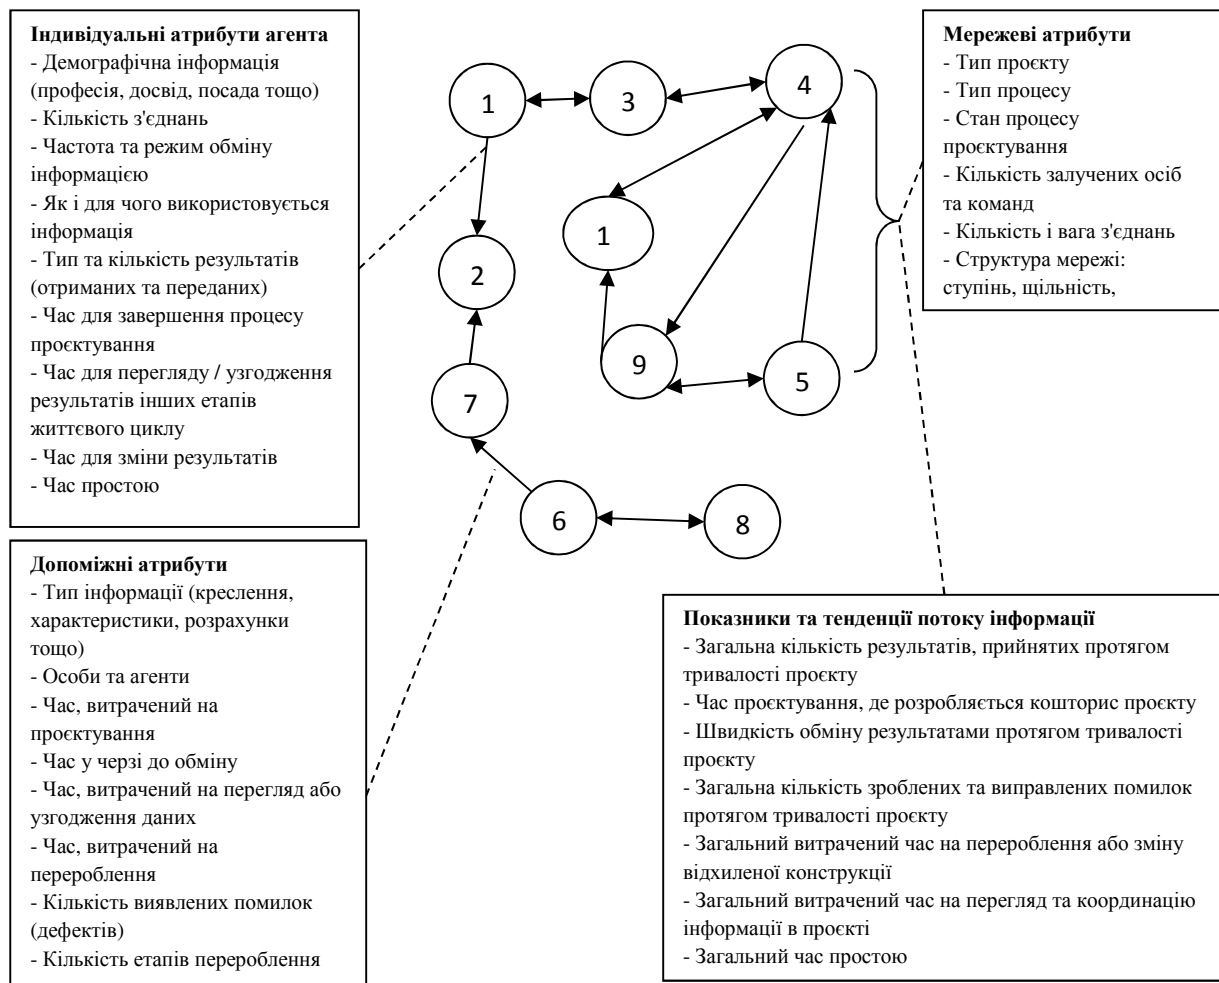 Індивідуальні атрибути агента
- Демографічна інформація
(професія, досвід, посада тощо)
- Кількість з'єднань
- Частота та режим обміну
інформацією
- Як і для чого використовується
інформація
- Тип та кількість результатів
(отриманих та переданих)
- Час для завершення процесу
проєктування
- Час для перегляду / узгодження
результатів інших етапів
життєвого циклу
- Час для зміни результатів
- Час простою
1
3
4
1
2
9
5
7
6
8
Мережеві атрибути
- Тип проєкту
- Тип процесу
- Стан процесу
проєктування
- Кількість залучених осіб
та команд
- Кількість і вага з'єднань
- Структура мережі:
ступінь, щільність,
Допоміжні атрибути
- Тип інформації (креслення,
характеристики, розрахунки
тощо)
- Особи та агенти
- Час, витрачений на
проєктування
- Час у черзі до обміну
- Час, витрачений на перегляд або
узгодження даних
- Час, витрачений на
перероблення
- Кількість виявлених помилок
(дефектів)
- Кількість етапів перероблення
Показники та тенденції потоку інформації
- Загальна кількість результатів, прийнятих протягом
тривалості проєкту
- Час проєктування, де розробляється кошторис проєкту
- Швидкість обміну результатами протягом тривалості
проєкту
- Загальна кількість зроблених та виправлених помилок
протягом тривалості проєкту
- Загальний витрачений час на перероблення або зміну
відхиленої конструкції
- Загальний витрачений час на перегляд та координацію
інформації в проєкті
- Загальний час простою